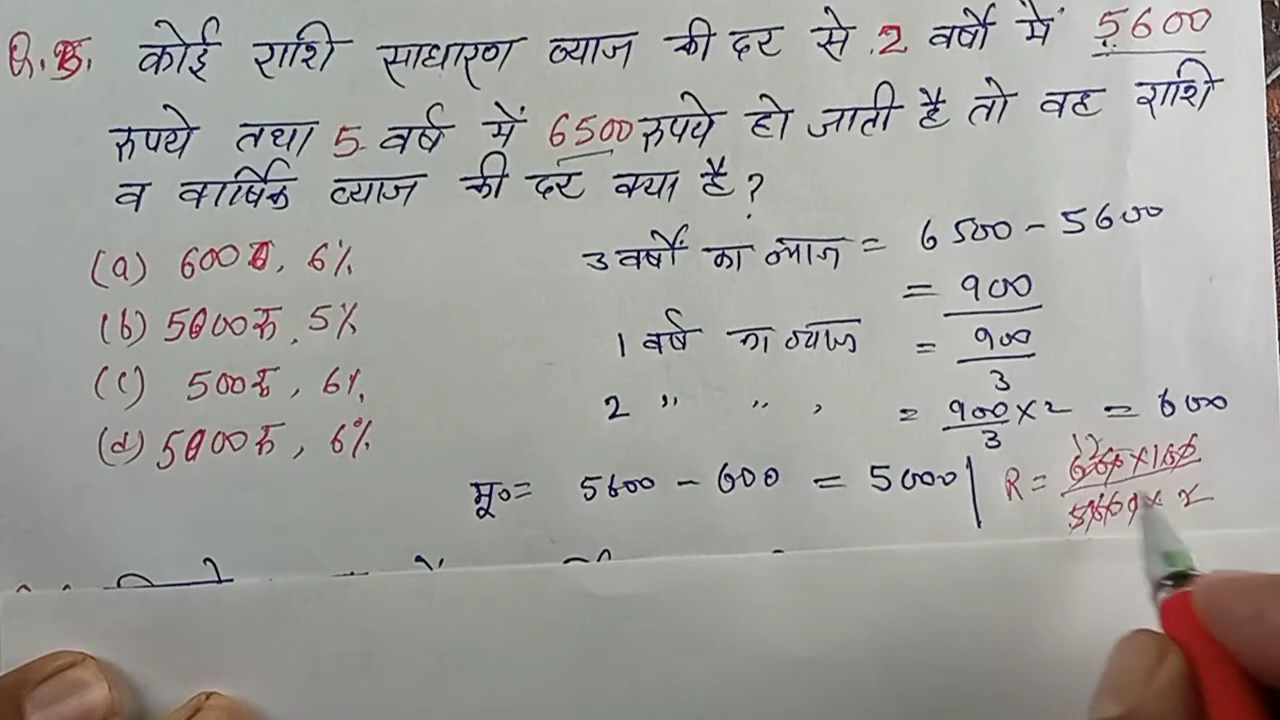 Q.5. कोई राशि साधारण ब्याज की दर से 2 वर्षों में 5600
रुपये तथा 5 वर्ष में 6500 रुपये हो जाती है तो वह राशि
व वार्षिक ब्याज की दर क्या है?
(a) 600रु, 6%
(b) 5000रु, 5%
(c) 500रु, 6%
(d) 5000रु, 6%
3 वर्षों का ब्याज = 6500 - 5600
= 900
1 वर्ष का ब्याज = 900/3
2 " " , = 900/3 × 2 = 600
मू० = 5600 - 600 = 5000 | R = 600×100/5000×2